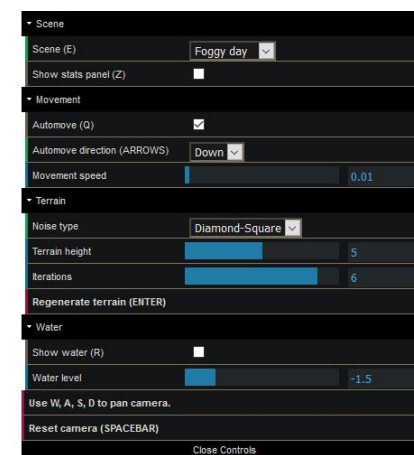 Scene
Scene (E) Foggy day
Show stats panel (Z)
Movement
Automove (Q)
Automove direction (ARROWS) Down
Movement speed 0.01
Terrain
Noise type Diamond-Square
Terrain height 5
Iterations 6
Regenerate terrain (ENTER)
Water
Show water (R)
Water level -1.5
Use W, A, S, D to pan camera.
Reset camera (SPACEBAR)
Close Controls